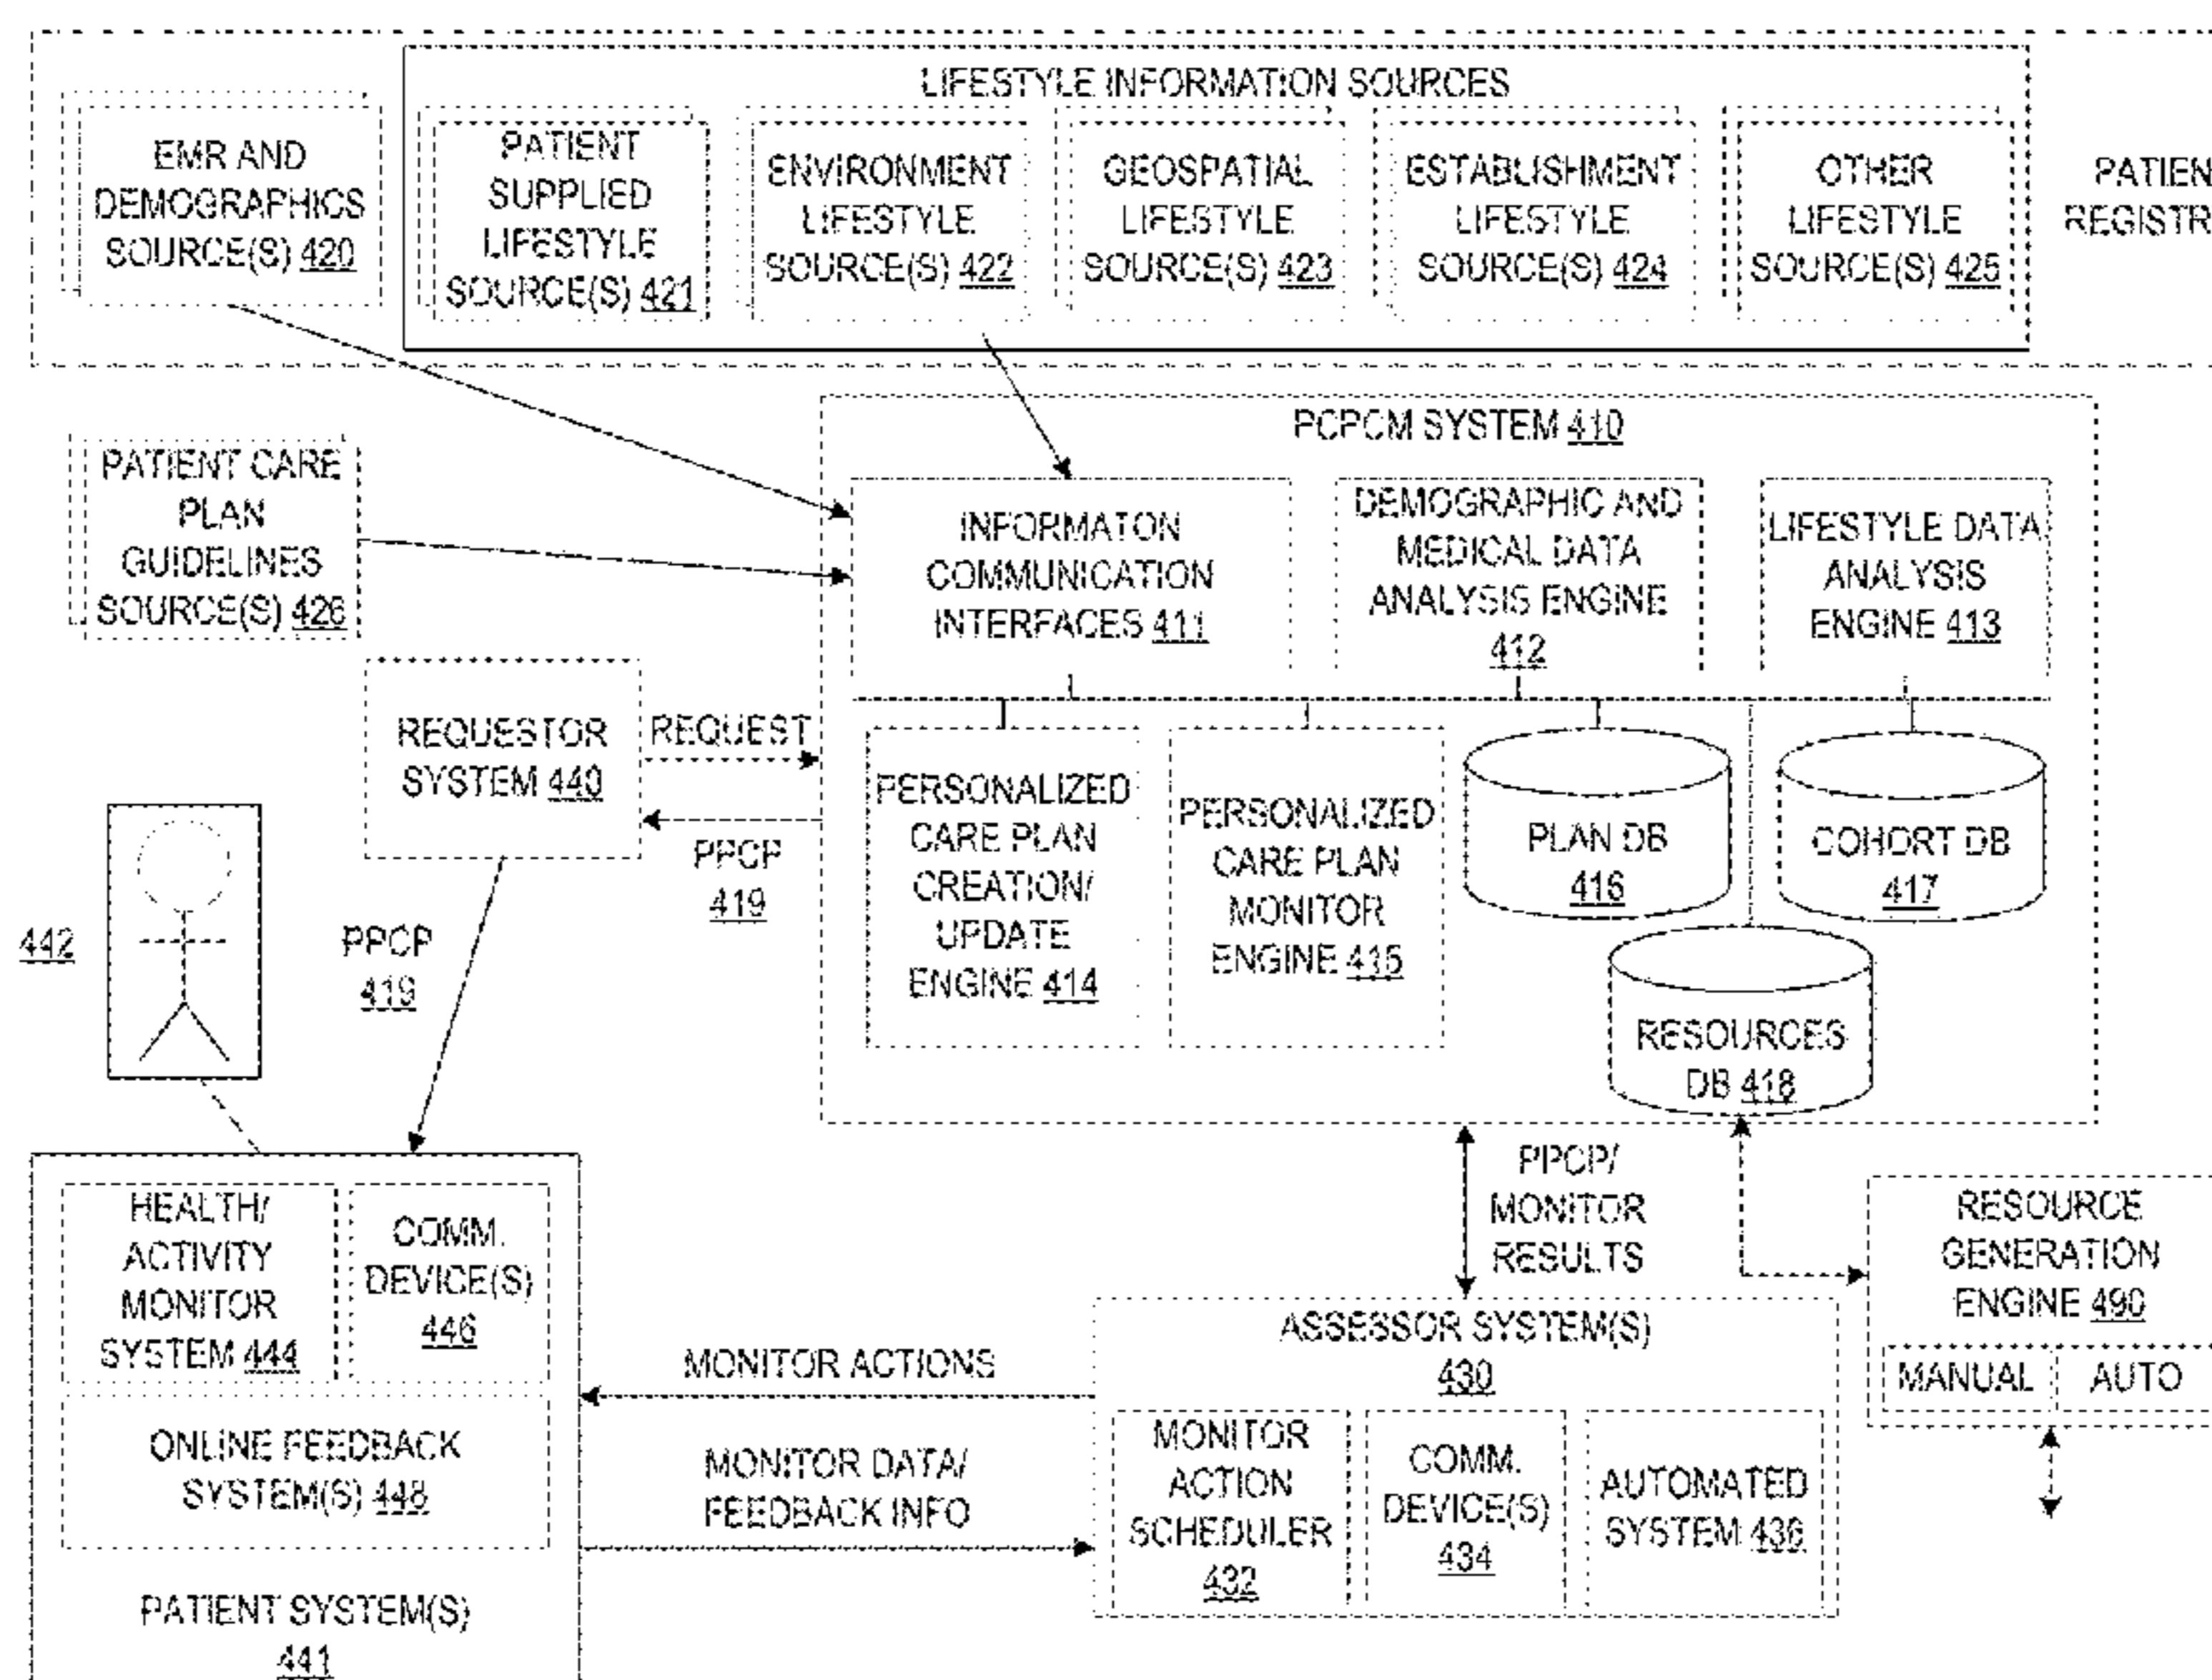 LIFESTYLE INFORMATION SOURCES
EMR AND
DEMOGRAPHICS
SOURCE(S) 420
PATIENT
SUPPLIED
LIFESTYLE
SOURCE(S) 421
ENVIRONMENT
LIFESTYLE
SOURCE(S) 422
GEOSPATIAL
LIFESTYLE
SOURCE(S) 423
ESTABLISHMENT
LIFESTYLE
SOURCE(S) 424
OTHER
LIFESTYLE
SOURCE(S) 425
PATIEN
REGISTR
PATIENT CARE
PLAN
GUIDELINES
SOURCE(S) 426
PCPCM SYSTEM 410
INFORMATON
COMMUNICATION
INTERFACES 411
DEMOGRAPHIC AND
MEDICAL DATA
ANALYSIS ENGINE
412
LIFESTYLE DATA
ANALYSIS
ENGINE 413
REQUESTOR
SYSTEM 440
REQUEST
PPCP
419
PERSONALIZED
CARE PLAN
CREATION/
UPDATE
ENGINE 414
PERSONALIZED
CARE PLAN
MONITOR
ENGINE 415
PLAN DB
416
COHORT DB
417
RESOURCES
DB 418
442
PPCP
419
HEALTH/
ACTIVITY
MONITOR
SYSTEM 444
COMM.
DEVICE(S)
446
ONLINE FEEDBACK
SYSTEM(S) 448
PATIENT SYSTEM(S)
441
MONITOR ACTIONS
MONITOR DATA/
FEEDBACK INFO
PPCP/
MONITOR
RESULTS
ASSESSOR SYSTEM(S)
430
MONITOR
ACTION
SCHEDULER
432
COMM.
DEVICE(S)
434
AUTOMATED
SYSTEM 436
RESOURCE
GENERATION
ENGINE 490
MANUAL
AUTO